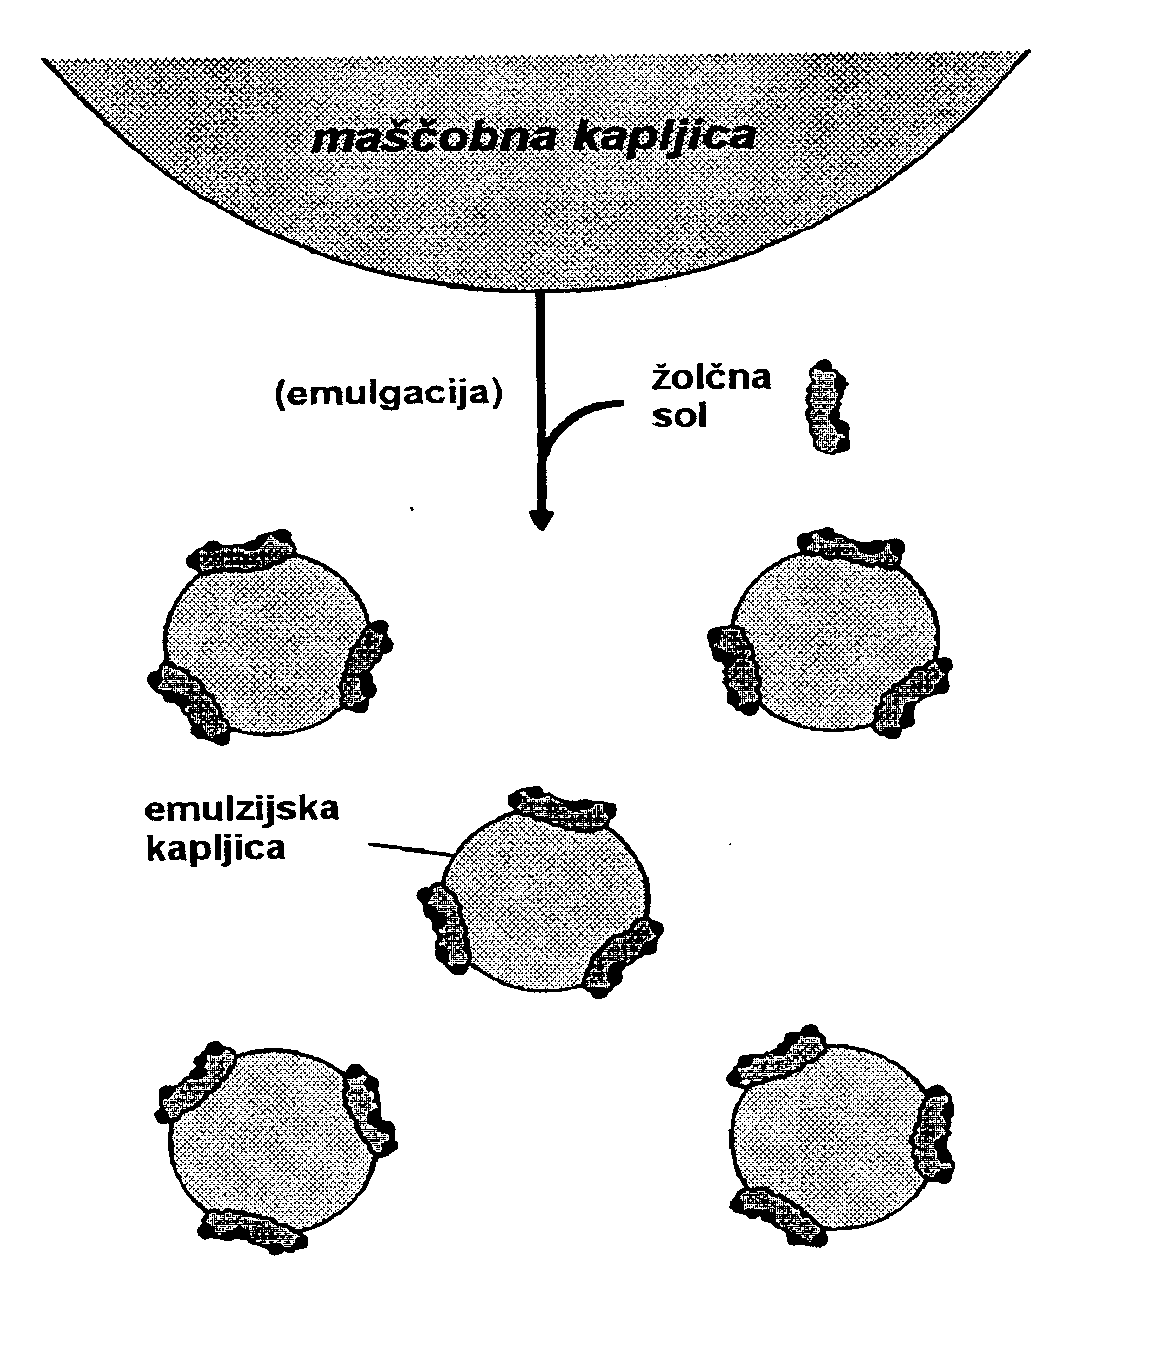 maščobna kapljica
(emulgacija)
žolčna
sol
emulzijska
kapljica